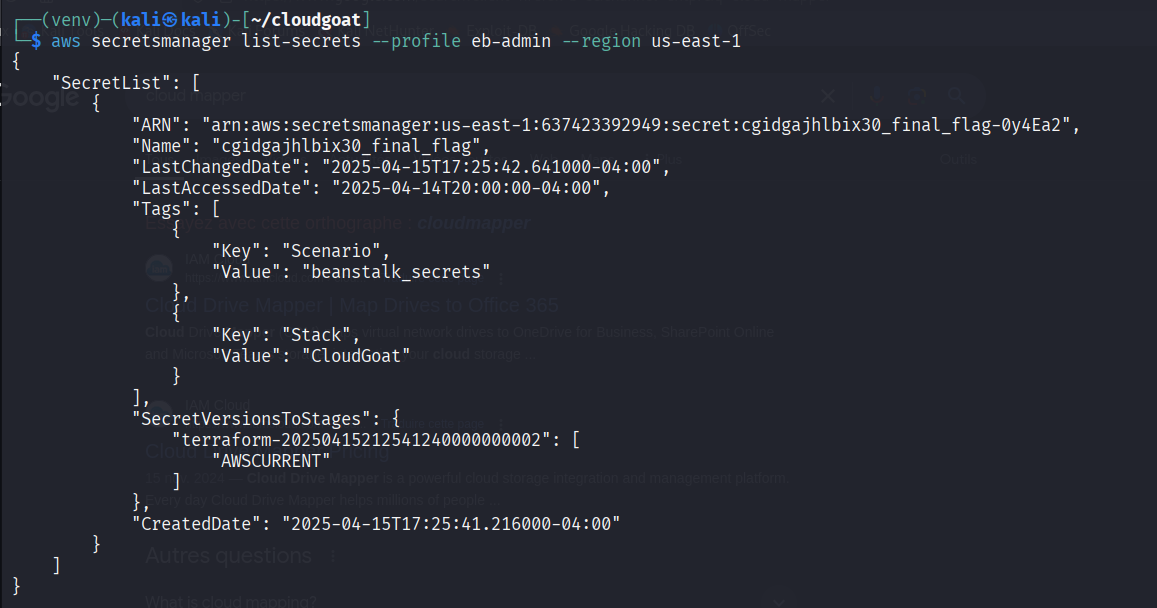 (venv)─(kali㉿kali)-[~/cloudgoat]
$ aws secretsmanager list-secrets --profile eb-admin --region us-east-1
{
    "SecretList": [
        {
            "ARN": "arn:aws:secretsmanager:us-east-1:637423392949:secret:cgidgajhlbix30_final_flag-0y4Ea2",
            "Name": "cgidgajhlbix30_final_flag",
            "LastChangedDate": "2025-04-15T17:25:42.641000-04:00",
            "LastAccessedDate": "2025-04-14T20:00:00-04:00",
            "Tags": [
                {
                    "Key": "Scenario",
                    "Value": "beanstalk_secrets"
                },
                {
                    "Key": "Stack",
                    "Value": "CloudGoat"
                }
            ],
            "SecretVersionsToStages": {
                "terraform-20250415212541240000000002": [
                    "AWSCURRENT"
                ]
            },
            "CreatedDate": "2025-04-15T17:25:41.216000-04:00"
        }
    ]
}